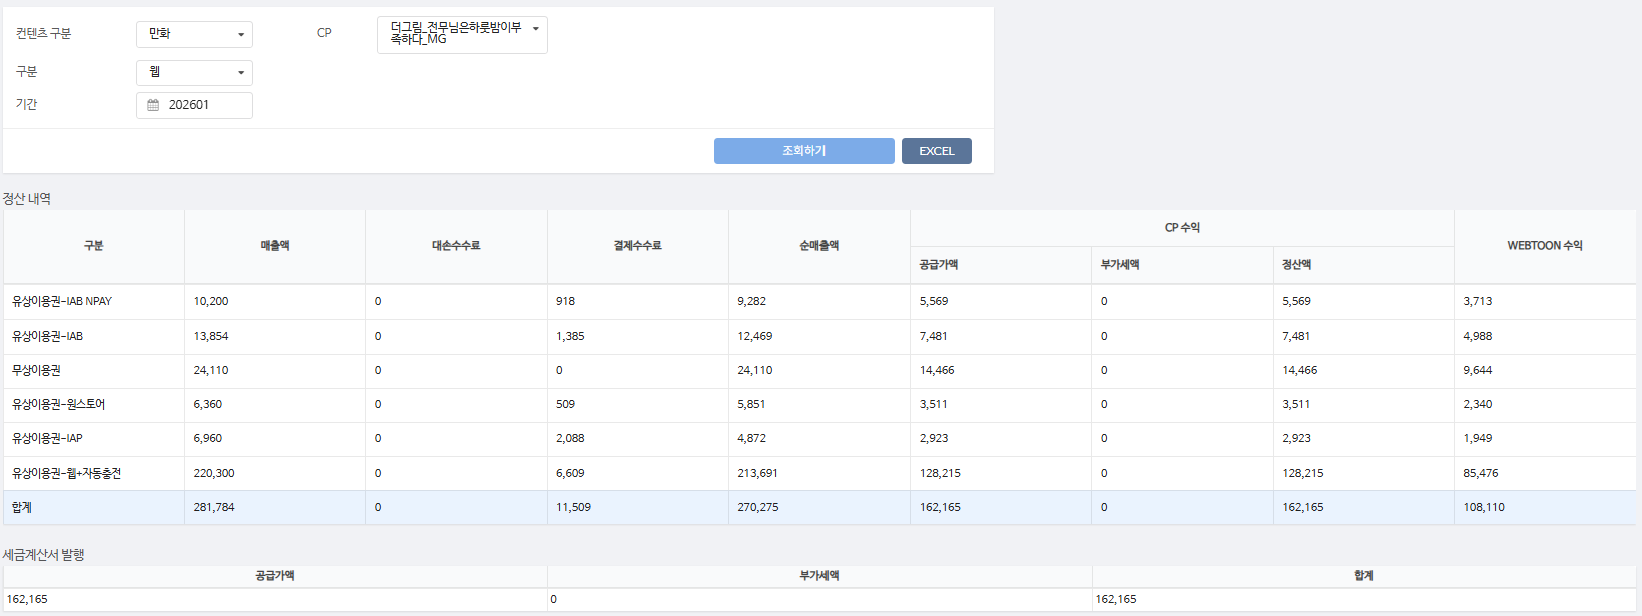 컨텐츠 구분 만화 CP 더그림_전무님은하룻밤이부
족하다_MG
구분 웹
기간 202601
조회하기 EXCEL
정산 내역
구분 매출액 대손수수료 결제수수료 순매출액 CP 수익 WEBTOON 수익
공급가액 부가세액 정산액
유상이용권-IAB NPAY 10,200 0 918 9,282 5,569 0 5,569 3,713
유상이용권-IAB 13,854 0 1,385 12,469 7,481 0 7,481 4,988
무상이용권 24,110 0 0 24,110 14,466 0 14,466 9,644
유상이용권-원스토어 6,360 0 509 5,851 3,511 0 3,511 2,340
유상이용권-IAP 6,960 0 2,088 4,872 2,923 0 2,923 1,949
유상이용권-웹+자동충전 220,300 0 6,609 213,691 128,215 0 128,215 85,476
합계 281,784 0 11,509 270,275 162,165 0 162,165 108,110
세금계산서 발행
공급가액 부가세액 합계
162,165 0 162,165